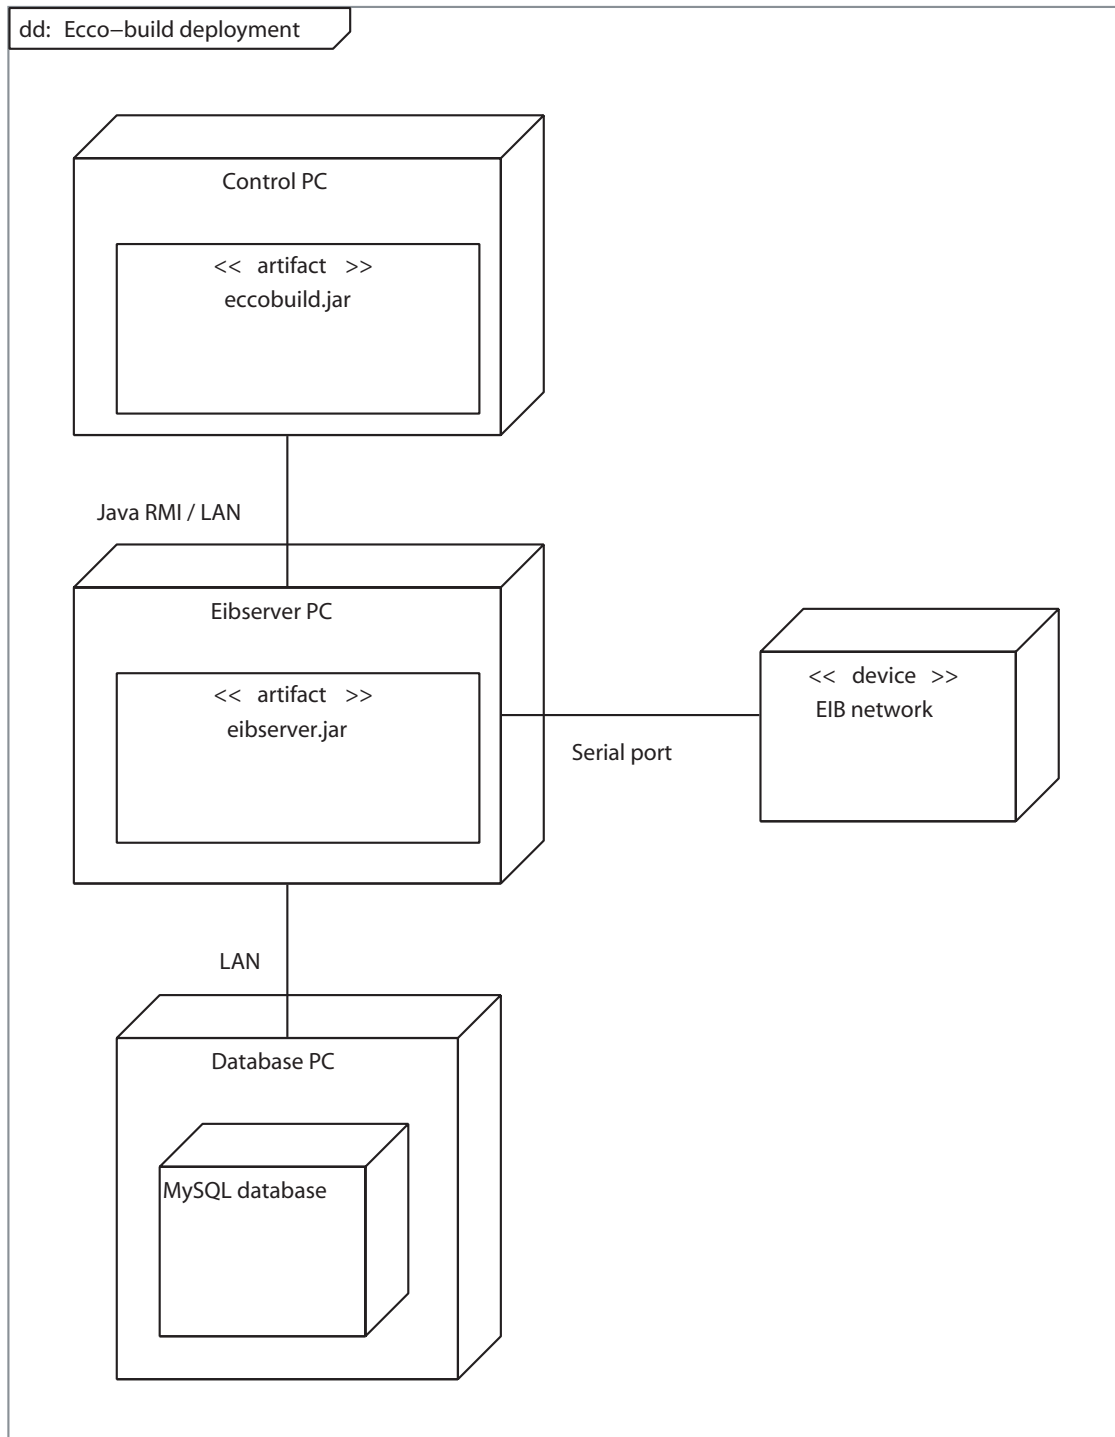 dd: Ecco−build deployment
Control PC
<< artifact >>
eccobuild.jar
Java RMI / LAN
Eibserver PC
<< artifact >>
eibserver.jar
<< device >>
EIB network
Serial port
LAN
Database PC
MySQL database